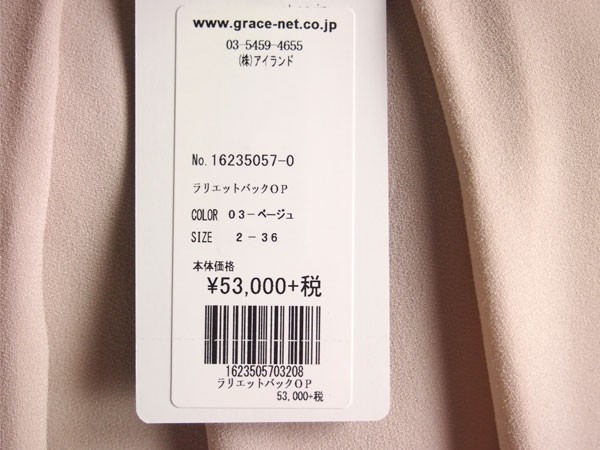 www.grace-net.co.jp
03-5459-4655
(株)アイランド
No. 16235057-0
ラリエットバックＯＰ
COLOR ０３－ベージュ
SIZE ２－３６
本体価格
¥53,000+税
1623505703208
ラリエットバックＯＰ
53,000+税